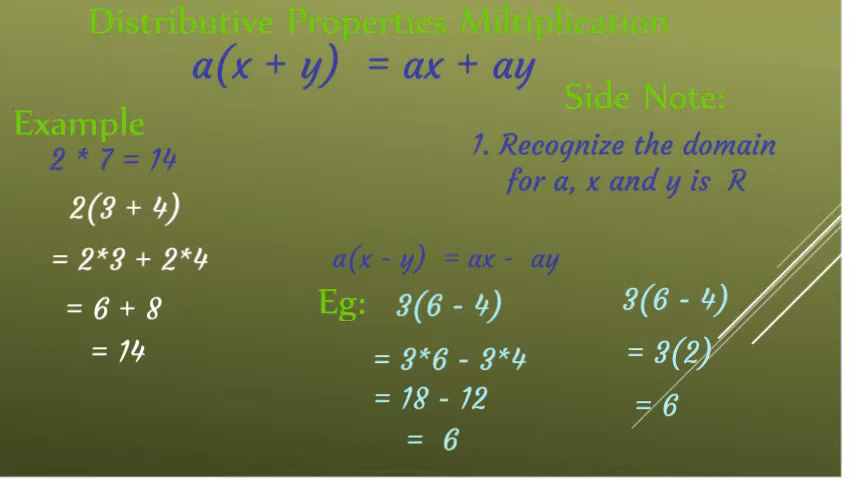 Distributive Properties Miltiplication
a(x + y) = ax + ay
Side Note:
1. Recognize the domain
for a, x and y is R
Example
2 * 7 = 14
2(3 + 4)
= 2*3 + 2*4
= 6 + 8
= 14
a(x - y) = ax - ay
Eg:
3(6 - 4)
= 3*6 - 3*4
= 18 - 12
= 6
3(6 - 4)
= 3(2)
= 6